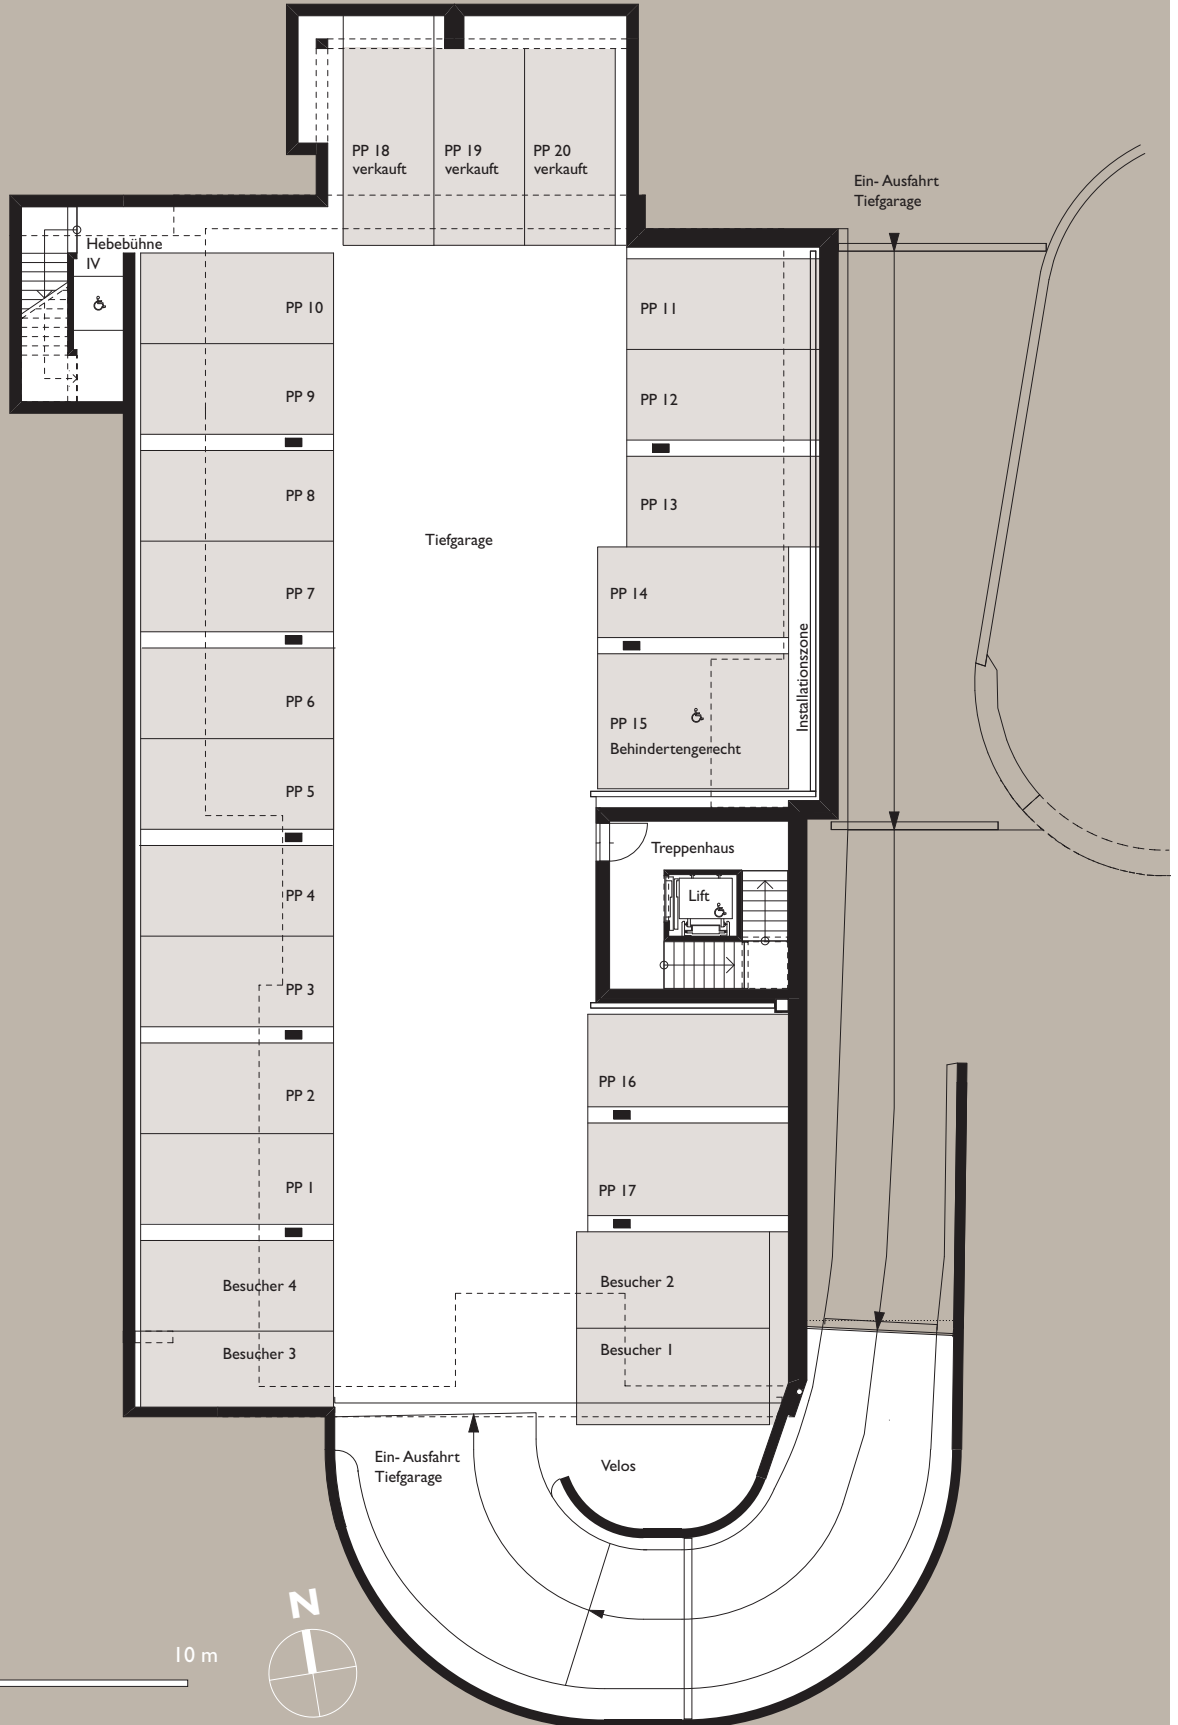 PP 18
verkauft
PP 19
verkauft
PP 20
verkauft
Ein- Ausfahrt
Tiefgarage
Hebebühne
IV
PP 10
PP 11
PP 9
PP 12
PP 8
PP 13
Tiefgarage
PP 7
PP 14
Installationszone
PP 6
PP 15
Behindertengerecht
PP 5
Treppenhaus
PP 4
Lift
PP 3
PP 2
PP 16
PP 1
PP 17
Besucher 4
Besucher 2
Besucher 3
Besucher 1
Ein- Ausfahrt
Tiefgarage
Velos
N
10 m